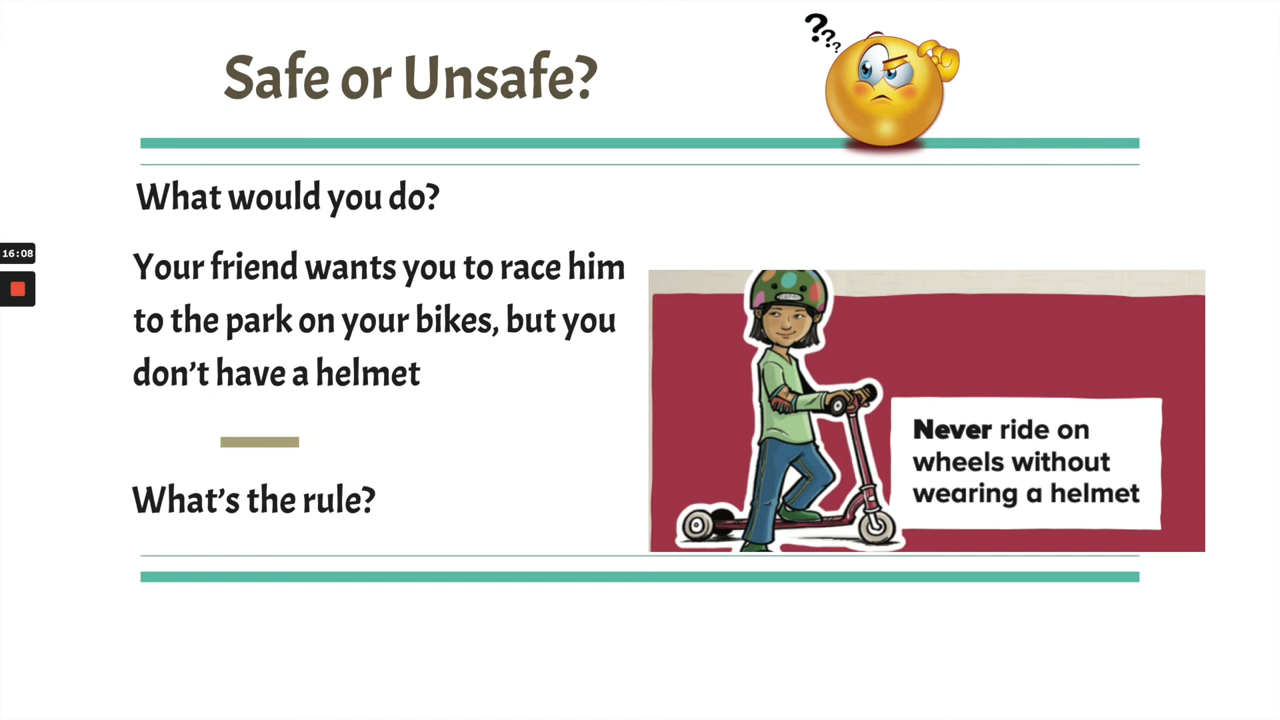 Safe or Unsafe?
???
What would you do?
16:08
Your friend wants you to race him
to the park on your bikes, but you
don't have a helmet
Never ride on
wheels without
wearing a helmet
What's the rule?